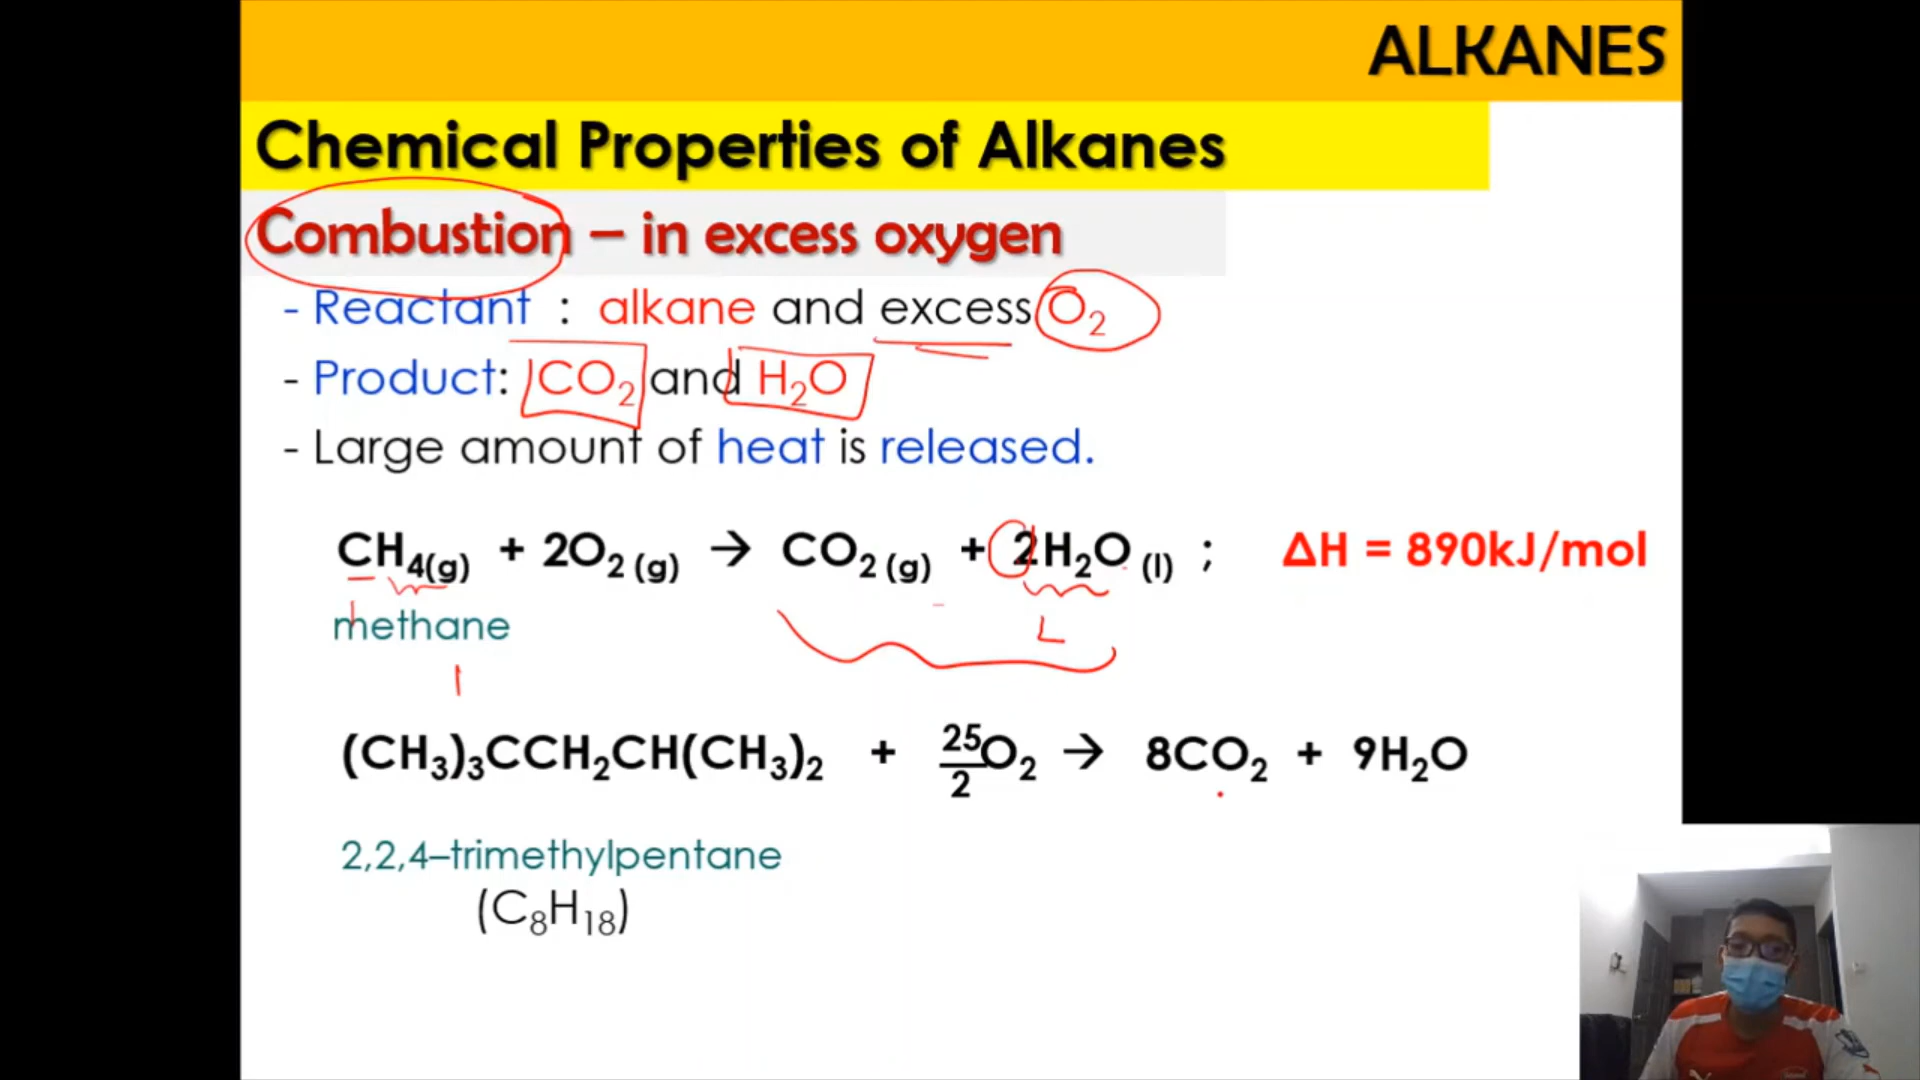 ALKANES
Chemical Properties of Alkanes
Combustion – in excess oxygen
- Reactant : alkane and excess O₂
- Product: CO₂ and H₂O
- Large amount of heat is released.
CH₄(g) + 2O₂ (g) → CO₂ (g) + 2H₂O (l) ; ΔH = 890kJ/mol
methane
L
(CH₃)₃CCH₂CH(CH₃)₂ + 25/2 O₂ → 8CO₂ + 9H₂O
2,2,4–trimethylpentane
(C₈H₁₈)